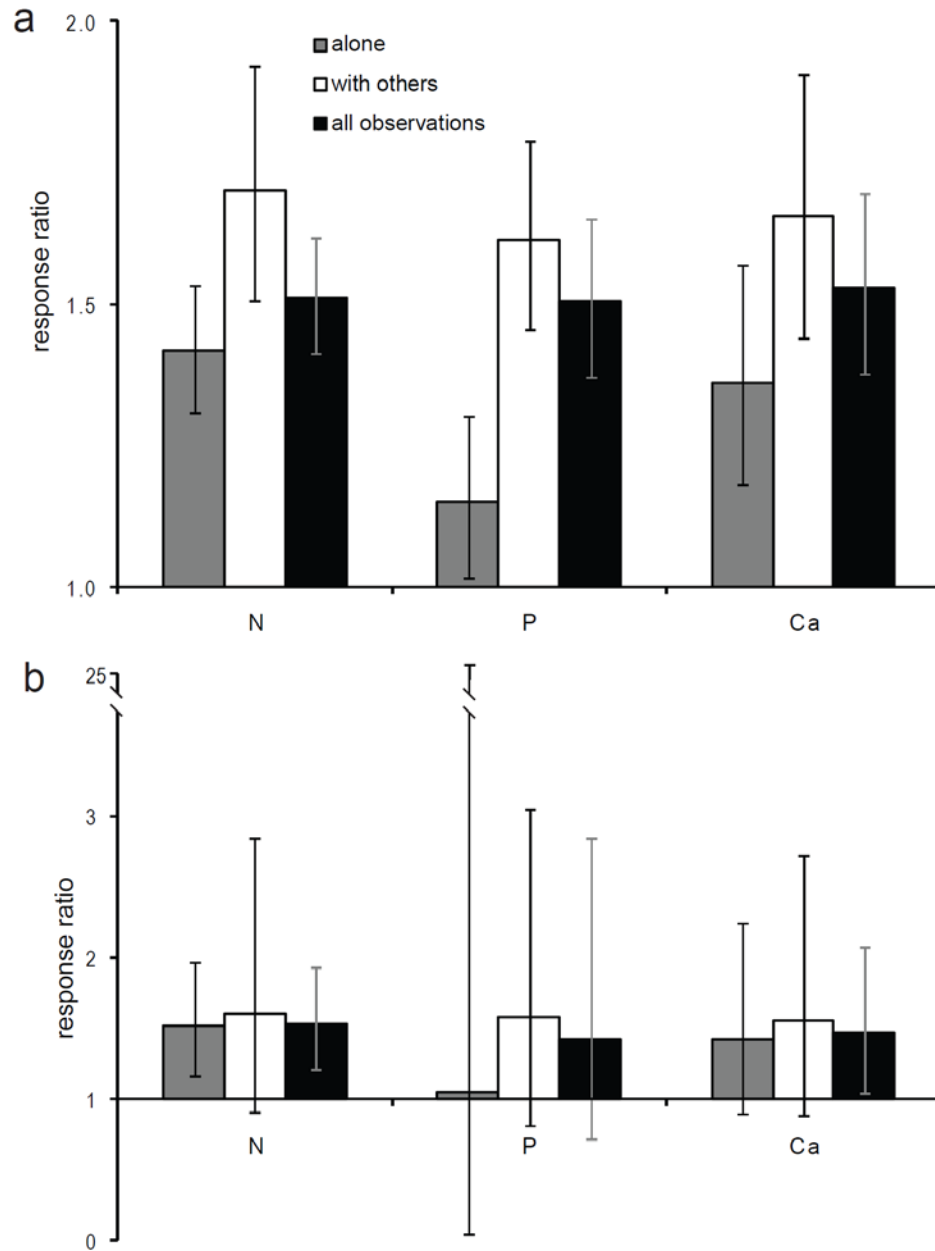 a
2.0
alone
with others
all observations
response ratio
1.5
1.0
N P Ca
b
25
3
response ratio
2
1
N P Ca
0